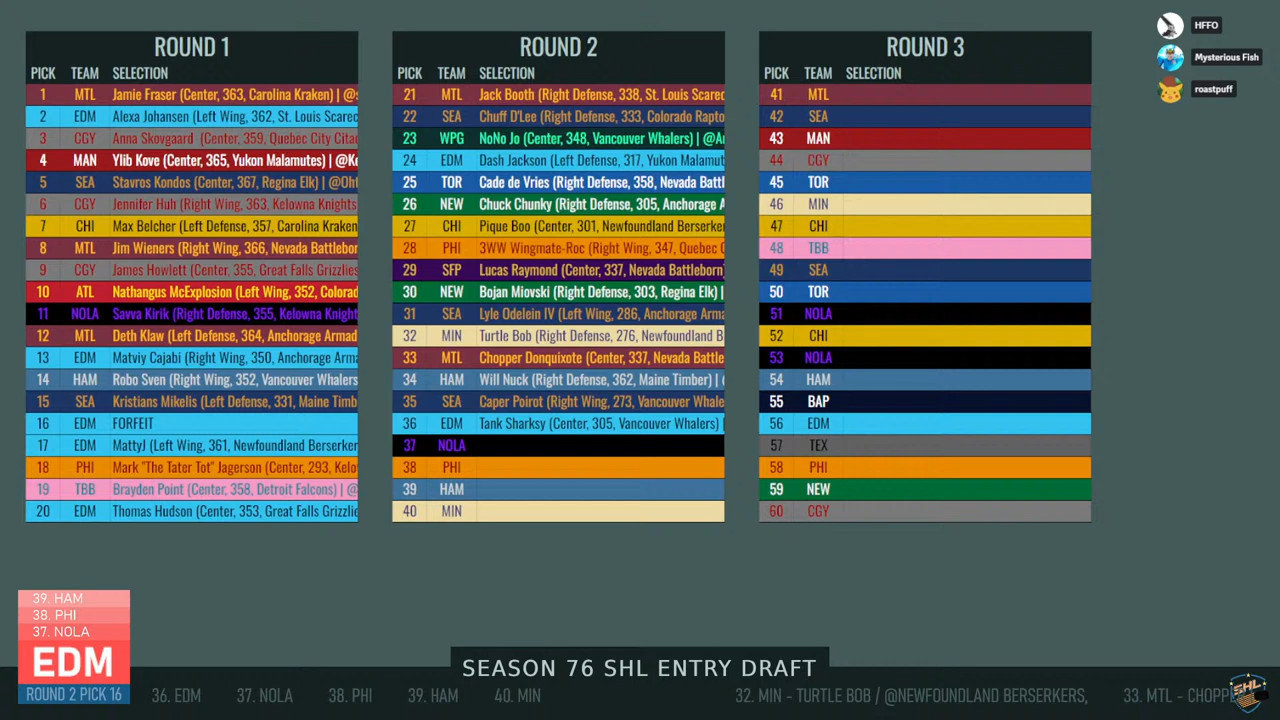 ROUND 1
PICK TEAM SELECTION
1 MTL Jamie Fraser (Center, 363, Carolina Kraken) | @s
2 EDM Alexa Johansen (Left Wing, 362, St. Louis Scarec
3 CGY Anna Skovgaard (Center, 359, Quebec City Cita
4 MAN Ylib Kove (Center, 365, Yukon Malamutes) | @K
5 SEA Stavros Kondos (Center, 367, Regina Elk) | @Oh
6 CGY Jennifer Huh (Right Wing, 363, Kelowna Knights
7 CHI Max Belcher (Left Defense, 357, Carolina Kraken
8 MTL Jim Wieners (Right Wing, 366, Nevada Battlebor
9 CGY James Howlett (Center, 355, Great Falls Grizzlies
10 ATL Nathangus McExplosion (Left Wing, 352, Colorad
11 NOLA Savva Kirik (Right Defense, 355, Kelowna Knight
12 MTL Deth Klaw (Left Defense, 364, Anchorage Armad
13 EDM Matviy Cajabi (Right Wing, 350, Anchorage Arma
14 HAM Robo Sven (Right Wing, 352, Vancouver Whalers
15 SEA Kristians Mikelis (Left Defense, 331, Maine Timb
16 EDM FORFEIT
17 EDM MattyJ (Left Wing, 361, Newfoundland Berserker
18 PHI Mark "The Tater Tot" Jagerson (Center, 293, Kelo
19 TBB Brayden Point (Center, 358, Detroit Falcons) | @
20 EDM Thomas Hudson (Center, 353, Great Falls Grizzlie
ROUND 2
PICK TEAM SELECTION
21 MTL Jack Booth (Right Defense, 338, St. Louis Scarec
22 SEA Chuff D'Lee (Right Defense, 333, Colorado Rapto
23 WPG NoNo Jo (Center, 348, Vancouver Whalers) | @A
24 EDM Dash Jackson (Left Defense, 317, Yukon Malamut
25 TOR Cade de Vries (Right Defense, 358, Nevada Battl
26 NEW Chuck Chunky (Right Defense, 305, Anchorage A
27 CHI Pique Boo (Center, 301, Newfoundland Berserke
28 PHI 3WW Wingmate-Roc (Right Wing, 347, Quebec C
29 SFP Lucas Raymond (Center, 337, Nevada Battleborn)
30 NEW Bojan Miovski (Right Defense, 303, Regina Elk) |
31 SEA Lyle Odelein IV (Left Wing, 286, Anchorage Arma
32 MIN Turtle Bob (Right Defense, 276, Newfoundland B
33 MTL Chopper Donquixote (Center, 337, Nevada Battle
34 HAM Will Nuck (Right Defense, 362, Maine Timber) | @
35 SEA Caper Poirot (Right Wing, 273, Vancouver Whale
36 EDM Tank Sharksy (Center, 305, Vancouver Whalers) |
37 NOLA
38 PHI
39 HAM
40 MIN
ROUND 3
PICK TEAM SELECTION
41 MTL
42 SEA
43 MAN
44 CGY
45 TOR
46 MIN
47 CHI
48 TBB
49 SEA
50 TOR
51 NOLA
52 CHI
53 NOLA
54 HAM
55 BAP
56 EDM
57 TEX
58 PHI
59 NEW
60 CGY
HFFO
Mysterious Fish
roastpuff
39. HAM
38. PHI
37. NOLA
EDM
ROUND 2 PICK 16
SEASON 76 SHL ENTRY DRAFT
36. EDM 37. NOLA 38. PHI 39. HAM 40. MIN 32. MIN - TURTLE BOB / @NEWFOUNDLAND BERSERKERS, 33. MTL - CHOPP
SHL